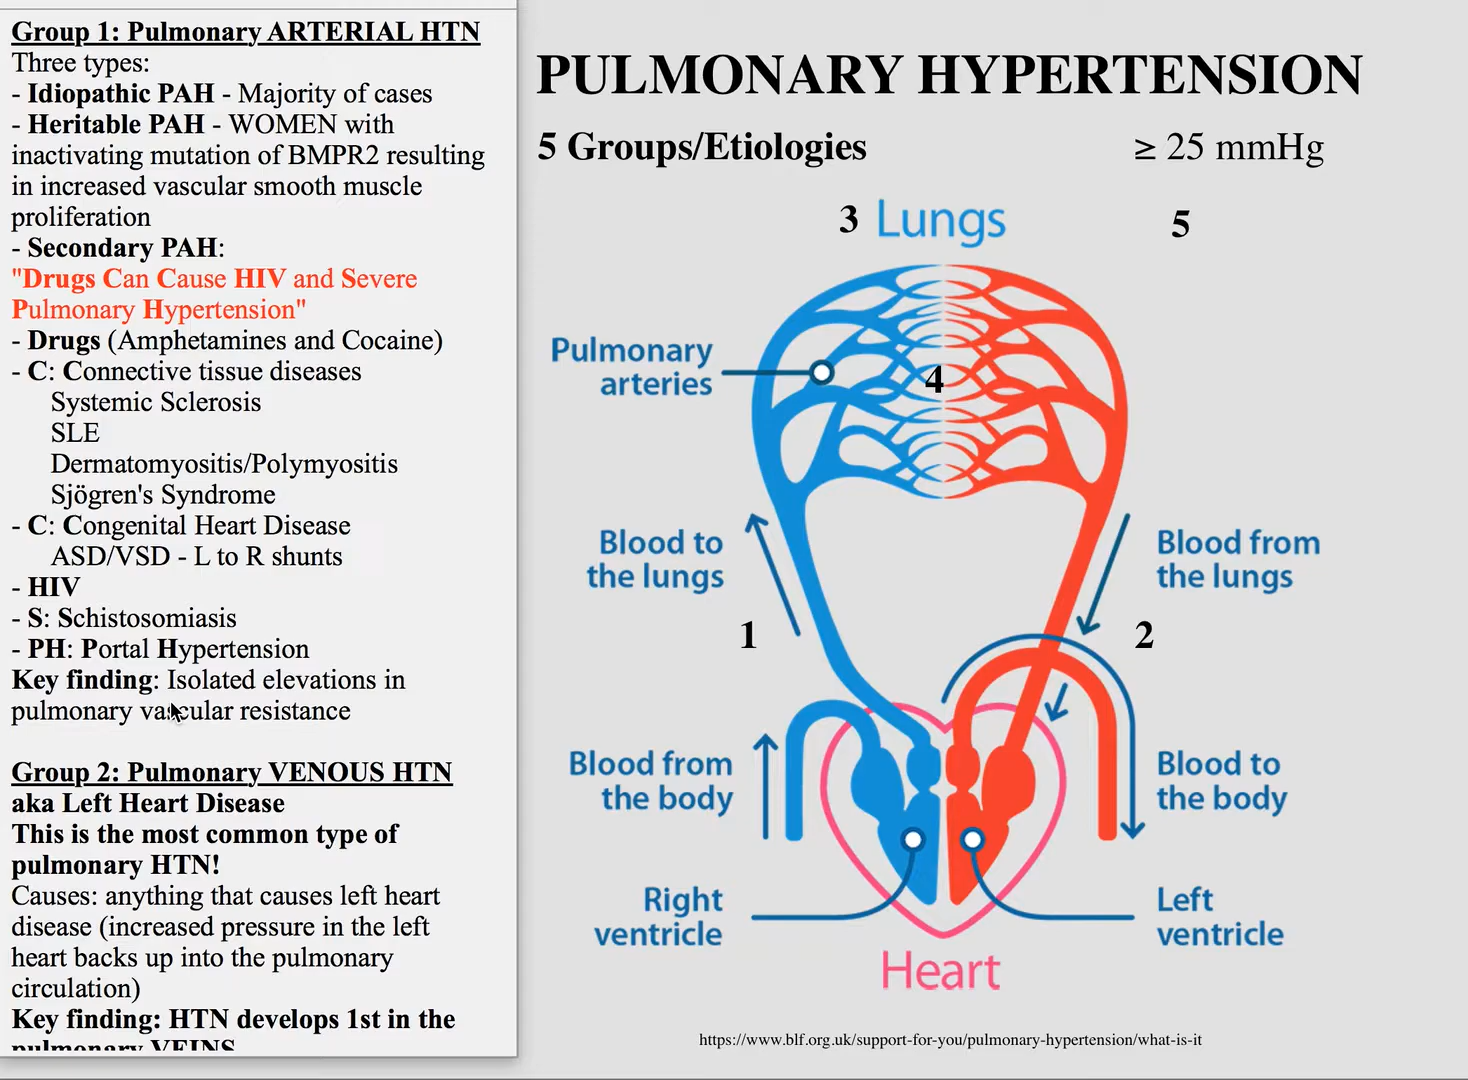 Group 1: Pulmonary ARTERIAL HTN
Three types:
- Idiopathic PAH - Majority of cases
- Heritable PAH - WOMEN with
inactivating mutation of BMPR2 resulting
in increased vascular smooth muscle
proliferation
- Secondary PAH:
"Drugs Can Cause HIV and Severe
Pulmonary Hypertension"
- Drugs (Amphetamines and Cocaine)
- C: Connective tissue diseases
Systemic Sclerosis
SLE
Dermatomyositis/Polymyositis
Sjögren's Syndrome
- C: Congenital Heart Disease
ASD/VSD - L to R shunts
- HIV
- S: Schistosomiasis
- PH: Portal Hypertension
Key finding: Isolated elevations in
pulmonary vascular resistance
Group 2: Pulmonary VENOUS HTN
aka Left Heart Disease
This is the most common type of
pulmonary HTN!
Causes: anything that causes left heart
disease (increased pressure in the left
heart backs up into the pulmonary
circulation)
Key finding: HTN develops 1st in the
pulmonary VEINS
PULMONARY HYPERTENSION
5 Groups/Etiologies
≥ 25 mmHg
3
Lungs
5
Pulmonary
arteries
4
Blood to
the lungs
Blood from
the lungs
1
2
Blood from
the body
Blood to
the body
Right
ventricle
Left
ventricle
Heart
https://www.blf.org.uk/support-for-you/pulmonary-hypertension/what-is-it